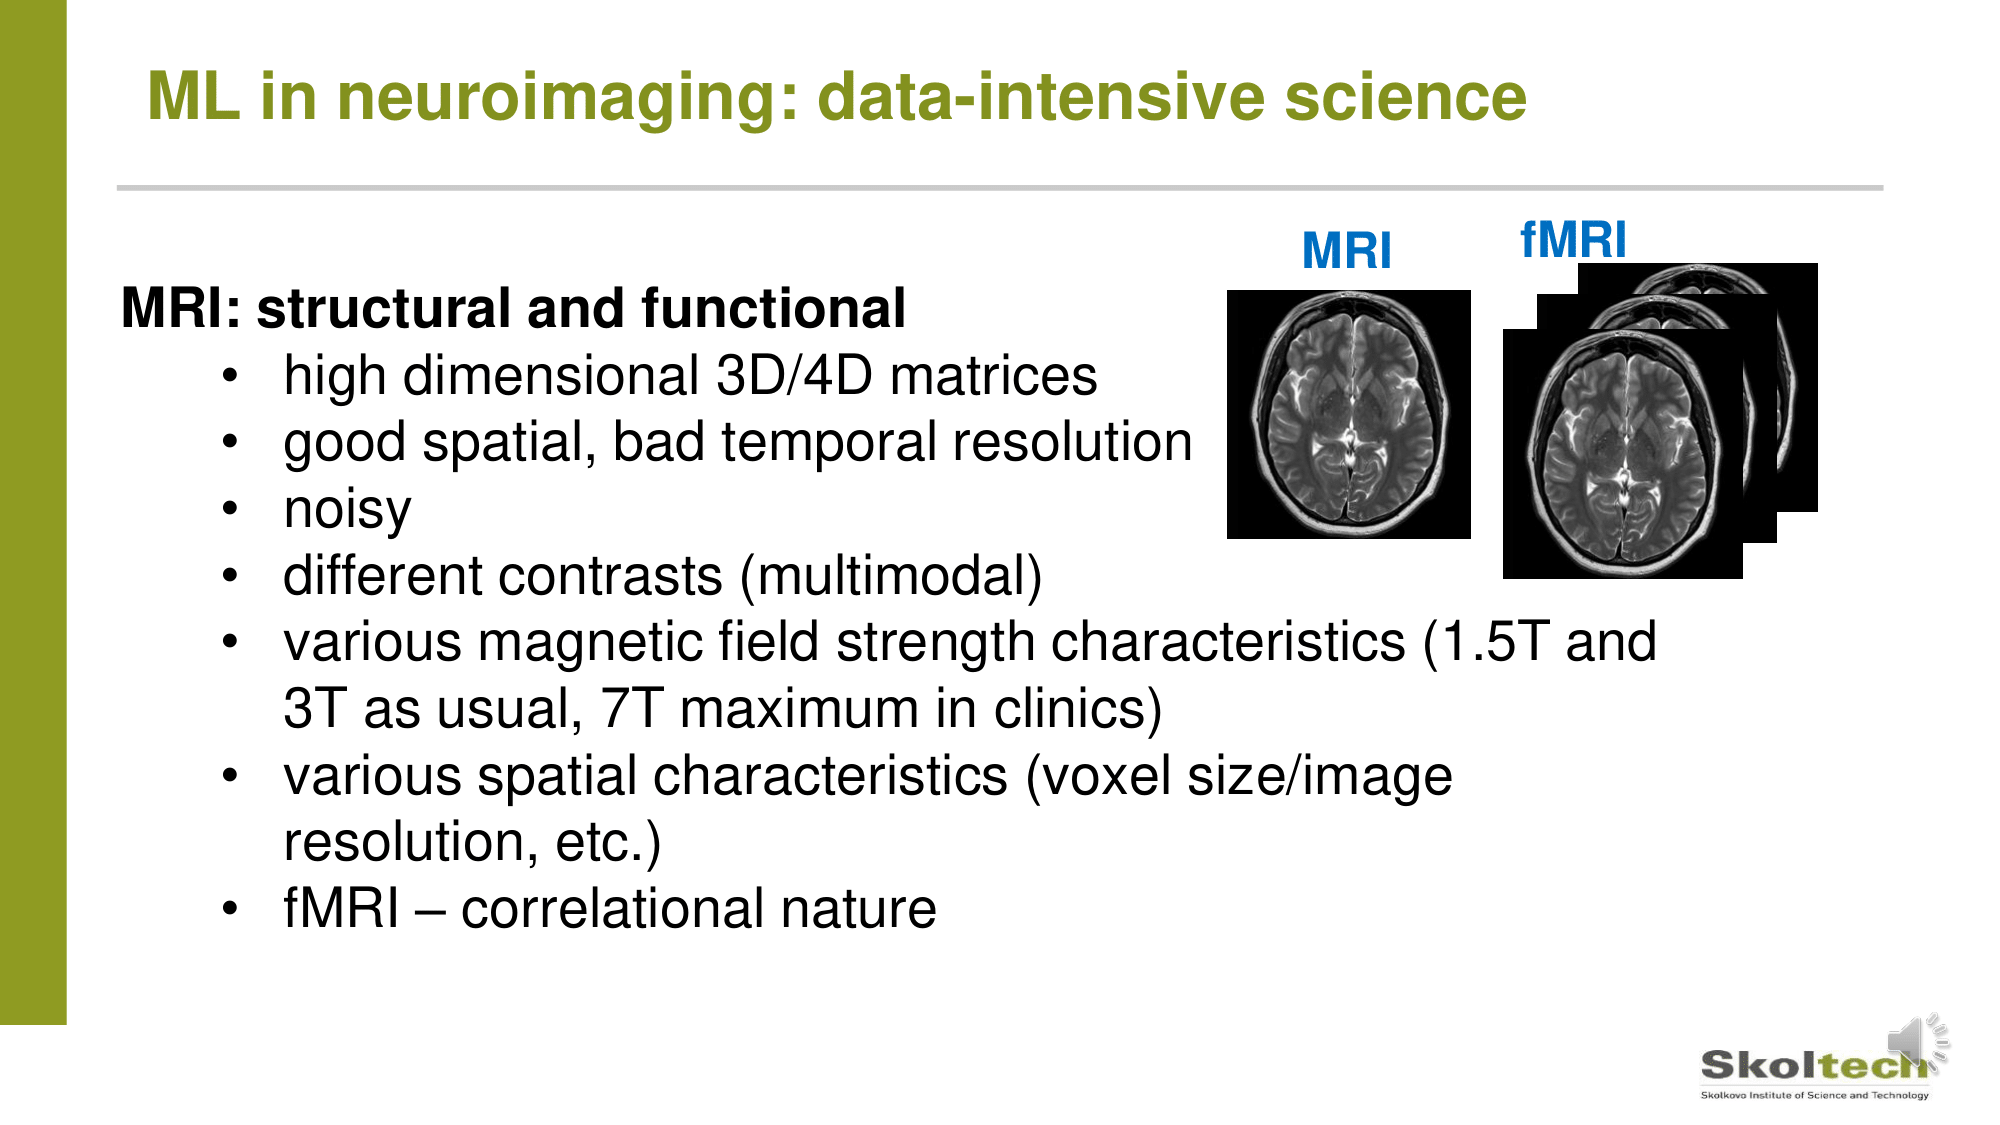 ML in neuroimaging: data-intensive science
MRI
fMRI
MRI: structural and functional
• high dimensional 3D/4D matrices
• good spatial, bad temporal resolution
• noisy
• different contrasts (multimodal)
• various magnetic field strength characteristics (1.5T and
3T as usual, 7T maximum in clinics)
• various spatial characteristics (voxel size/image
resolution, etc.)
• fMRI – correlational nature
Skoltech
Skolkovo Institute of Science and Technology